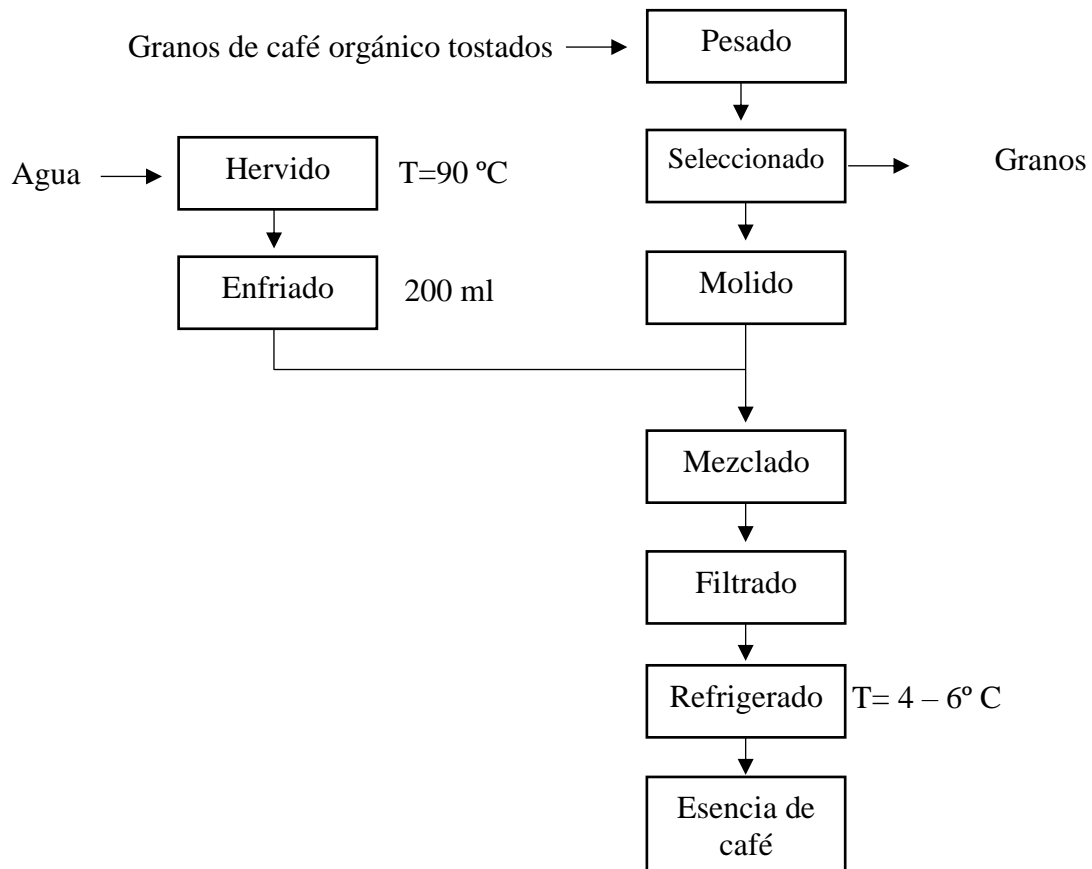 Granos de café orgánico tostados
Pesado
Agua
Hervido
T=90 ºC
Seleccionado
Granos
Enfriado
200 ml
Molido
Mezclado
Filtrado
Refrigerado
T= 4 – 6º C
Esencia de
café